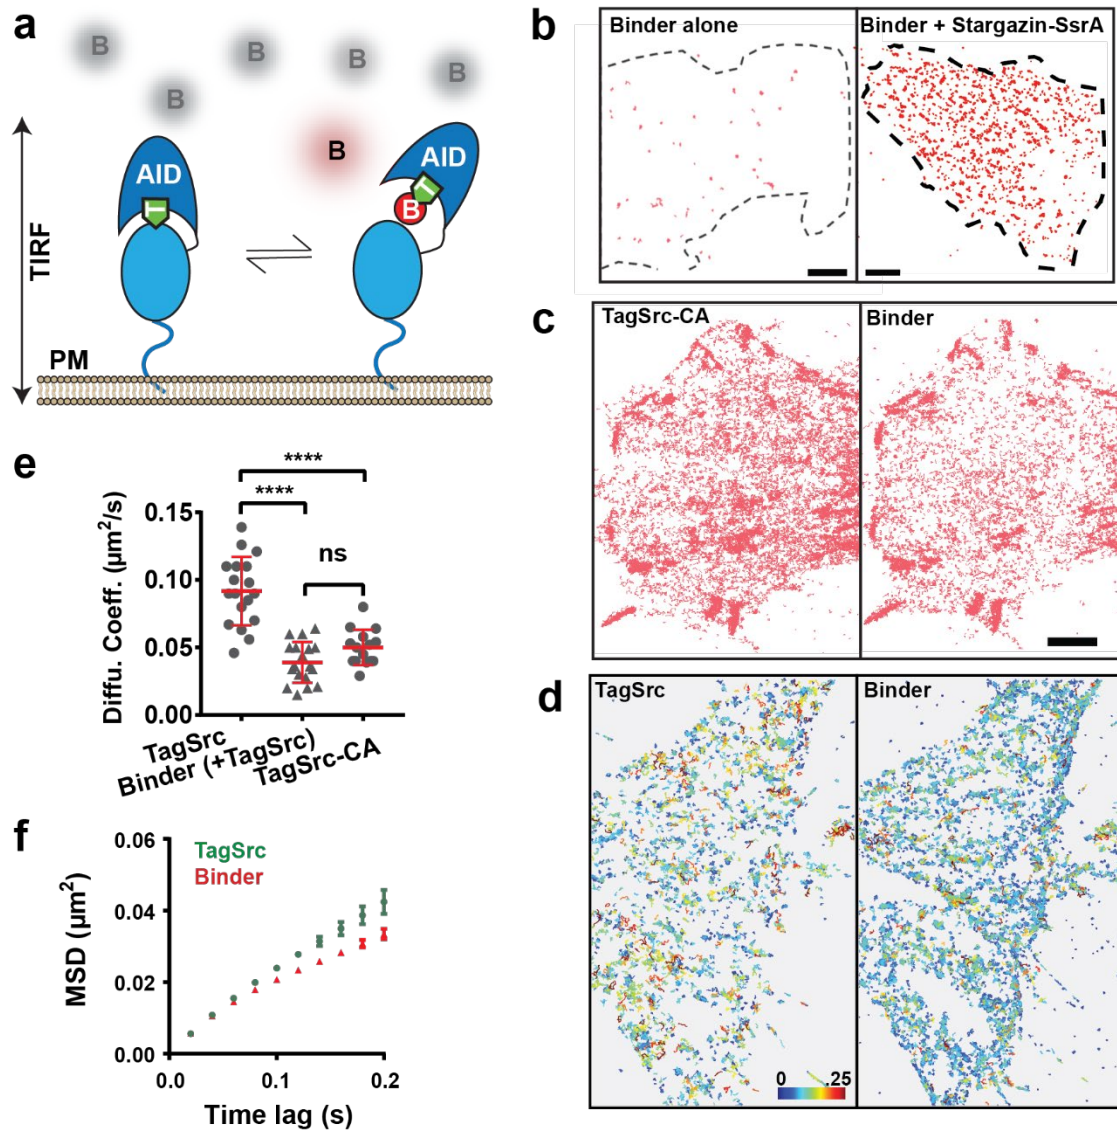 a
B
B
B
B
B
B
AID
T
AID
T
B
TIRF
PM
b
Binder alone
Binder + Stargazin-SsrA
c
TagSrc-CA
Binder
d
TagSrc
Binder
0 .25
e
****
****
ns
Diffu. Coeff. (µm²/s)
0.15
0.10
0.05
0.00
TagSrc
Binder (+TagSrc)
TagSrc-CA
f
TagSrc
Binder
MSD (µm²)
0.06
0.04
0.02
0.00
0.0 0.1 0.2
Time lag (s)